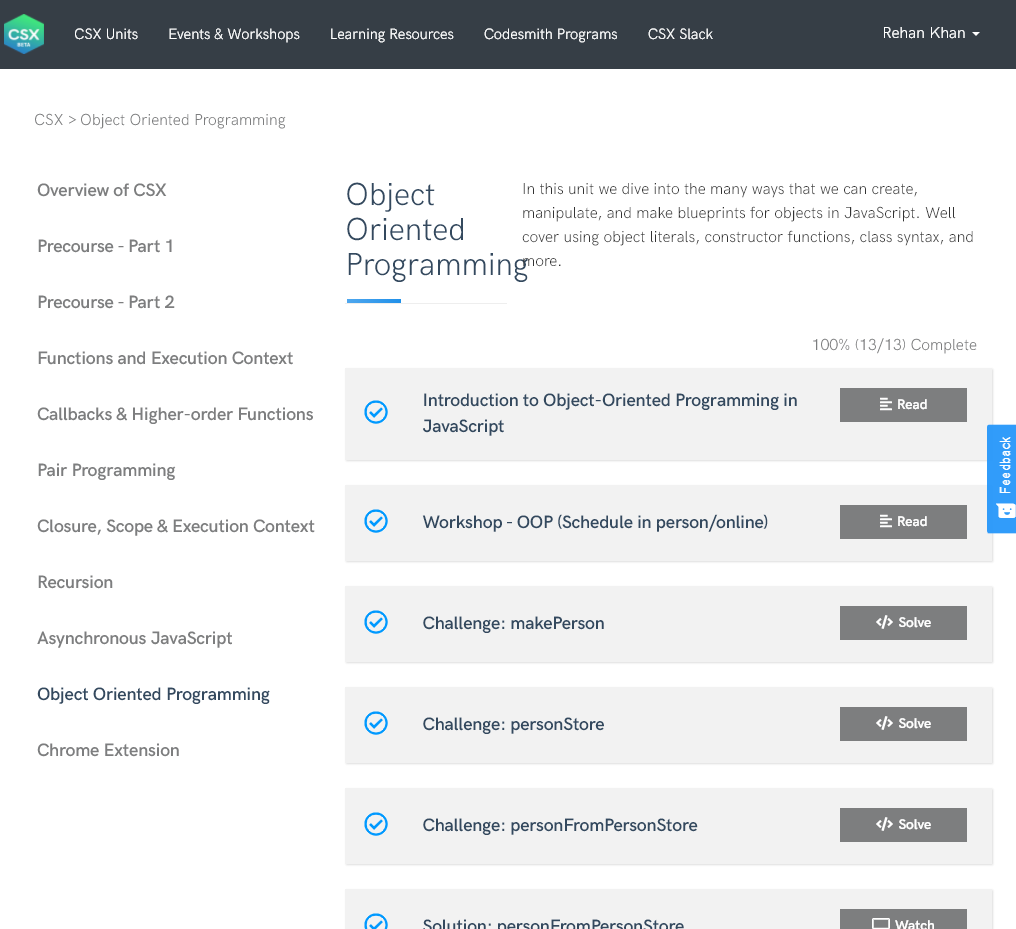 CSX
BETA
CSX Units
Events & Workshops
Learning Resources
Codesmith Programs
CSX Slack
Rehan Khan
CSX > Object Oriented Programming
Overview of CSX
Precourse - Part 1
Precourse - Part 2
Functions and Execution Context
Callbacks & Higher-order Functions
Pair Programming
Closure, Scope & Execution Context
Recursion
Asynchronous JavaScript
Object Oriented Programming
Chrome Extension
Object
Oriented
Programming
In this unit we dive into the many ways that we can create,
manipulate, and make blueprints for objects in JavaScript. Well
cover using object literals, constructor functions, class syntax, and
more.
100% (13/13) Complete
Introduction to Object-Oriented Programming in
JavaScript
Read
Workshop - OOP (Schedule in person/online)
Read
Challenge: makePerson
</> Solve
Challenge: personStore
</> Solve
Challenge: personFromPersonStore
</> Solve
Solution: personFromPersonStore
Watch
Feedback